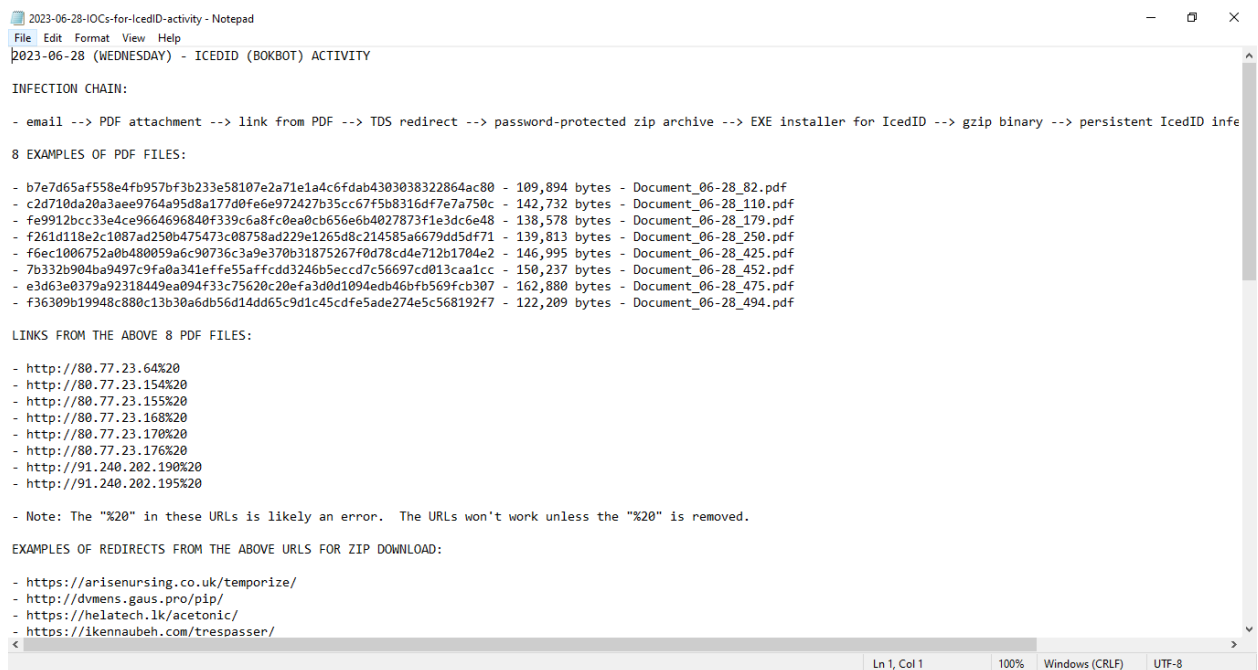 2023-06-28-IOCs-for-IcedID-activity - Notepad
File Edit Format View Help
2023-06-28 (WEDNESDAY) - ICEDID (BOKBOT) ACTIVITY
INFECTION CHAIN:
- email --> PDF attachment --> link from PDF --> TDS redirect --> password-protected zip archive --> EXE installer for IcedID --> gzip binary --> persistent IcedID infe
8 EXAMPLES OF PDF FILES:
- b7e7d65af558e4fb957bf3b233e58107e2a71e1a4c6fdab4303038322864ac80 - 109,894 bytes - Document_06-28_82.pdf
- c2d710da20a3aee9764a95d8a177d0fe6e972427b35cc67f5b8316df7e7a750c - 142,732 bytes - Document_06-28_110.pdf
- fe9912bcc33e4ce9664696840f339c6a8fc0ea0cb656e6b4027873f1e3dc6e48 - 138,578 bytes - Document_06-28_179.pdf
- f261d118e2c1087ad250b475473c08758ad229e1265d8c214585a6679dd5df71 - 139,813 bytes - Document_06-28_250.pdf
- f6ec1006752a0b480059a6c90736c3a9e370b31875267f0d78cd4e712b1704e2 - 146,995 bytes - Document_06-28_425.pdf
- 7b332b904ba9497c9fa0a341effe55affcdd3246b5eccd7c56697cd013caa1cc - 150,237 bytes - Document_06-28_452.pdf
- e3d63e0379a92318449ea094f33c75620c20efa3d0d1094edb46bfb569fcb307 - 162,880 bytes - Document_06-28_475.pdf
- f36309b19948c880c13b30a6db56d14dd65c9d1c45cdfe5ade274e5c568192f7 - 122,209 bytes - Document_06-28_494.pdf
LINKS FROM THE ABOVE 8 PDF FILES:
- http://80.77.23.64%20
- http://80.77.23.154%20
- http://80.77.23.155%20
- http://80.77.23.168%20
- http://80.77.23.170%20
- http://80.77.23.176%20
- http://91.240.202.190%20
- http://91.240.202.195%20
- Note: The "%20" in these URLs is likely an error.  The URLs won't work unless the "%20" is removed.
EXAMPLES OF REDIRECTS FROM THE ABOVE URLS FOR ZIP DOWNLOAD:
- https://arisenursing.co.uk/temporize/
- http://dvmens.gaus.pro/pip/
- https://helatech.lk/acetonic/
- https://ikennaubeh.com/trespasser/
Ln 1, Col 1 100% Windows (CRLF) UTF-8